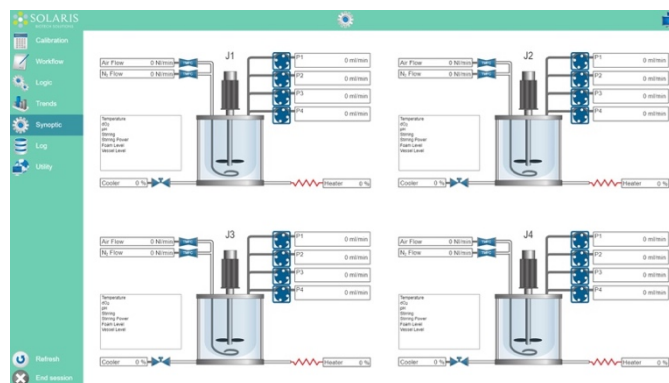 SOLARIS
Calibration
Workflow
Logic
Trends
Synoptic
Log
Utility
Refresh
End session
J1
Air Flow 0 Nl/min
N₂ Flow 0 Nl/min
P1 0 ml/min
P2 0 ml/min
P3 0 ml/min
P4 0 ml/min
Temperature
dO₂
pH
Stirring
Stirring Power
Foam Level
Vessel Level
Cooler 0 %
Heater 0 %
J2
Air Flow 0 Nl/min
N₂ Flow 0 Nl/min
P1 0 ml/min
P2 0 ml/min
P3 0 ml/min
P4 0 ml/min
Temperature
dO₂
pH
Stirring
Stirring Power
Foam Level
Vessel Level
Cooler 0 %
Heater 0 %
J3
Air Flow 0 Nl/min
N₂ Flow 0 Nl/min
P1 0 ml/min
P2 0 ml/min
P3 0 ml/min
P4 0 ml/min
Temperature
dO₂
pH
Stirring
Stirring Power
Foam Level
Vessel Level
Cooler 0 %
Heater 0 %
J4
Air Flow 0 Nl/min
N₂ Flow 0 Nl/min
P1 0 ml/min
P2 0 ml/min
P3 0 ml/min
P4 0 ml/min
Temperature
dO₂
pH
Stirring
Stirring Power
Foam Level
Vessel Level
Cooler 0 %
Heater 0 %